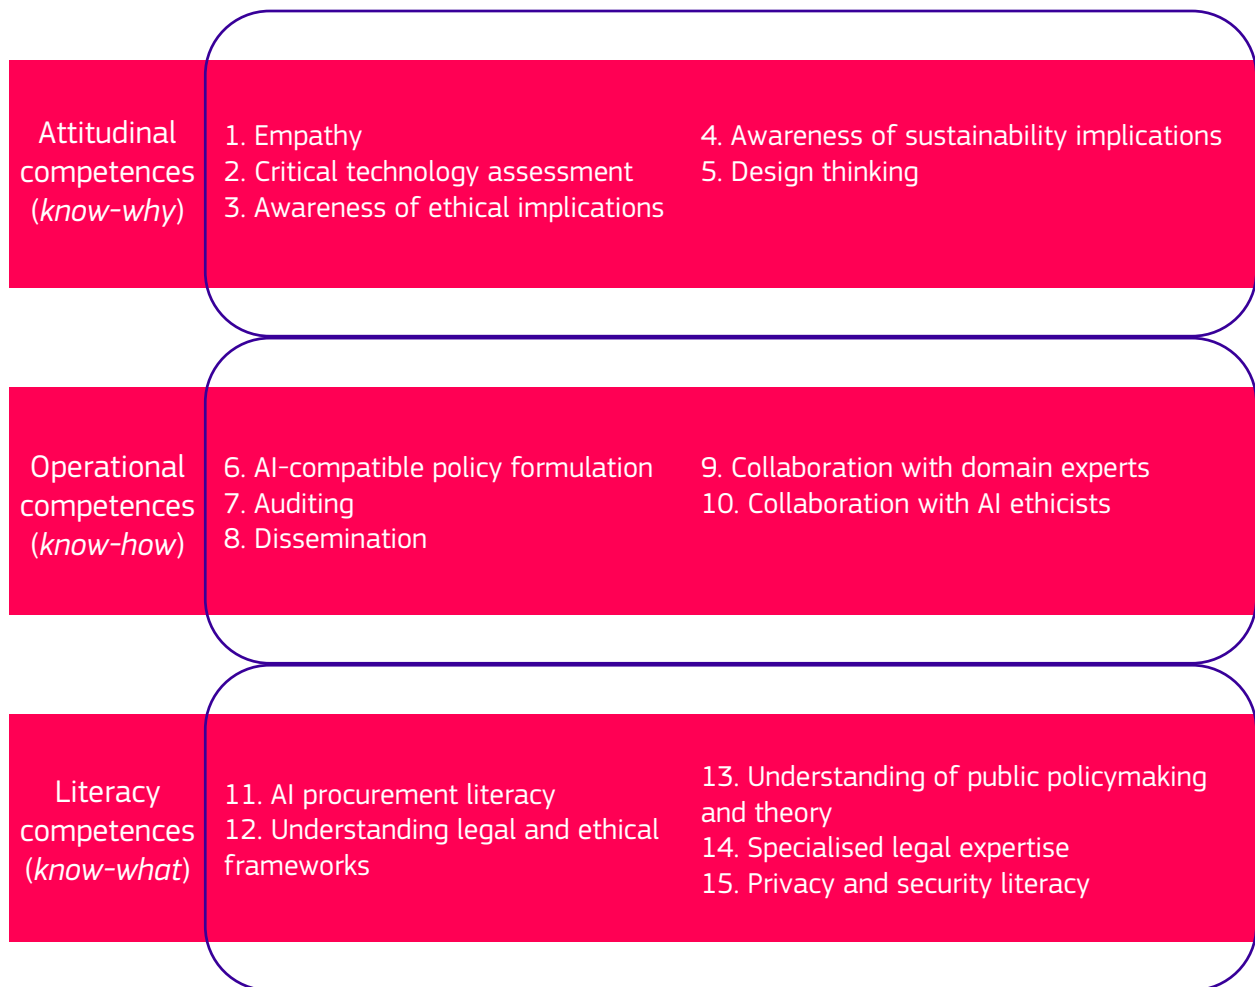 Attitudinal
competences
(know-why)
1. Empathy
2. Critical technology assessment
3. Awareness of ethical implications
4. Awareness of sustainability implications
5. Design thinking
Operational
competences
(know-how)
6. AI-compatible policy formulation
7. Auditing
8. Dissemination
9. Collaboration with domain experts
10. Collaboration with AI ethicists
Literacy
competences
(know-what)
11. AI procurement literacy
12. Understanding legal and ethical
frameworks
13. Understanding of public policymaking
and theory
14. Specialised legal expertise
15. Privacy and security literacy